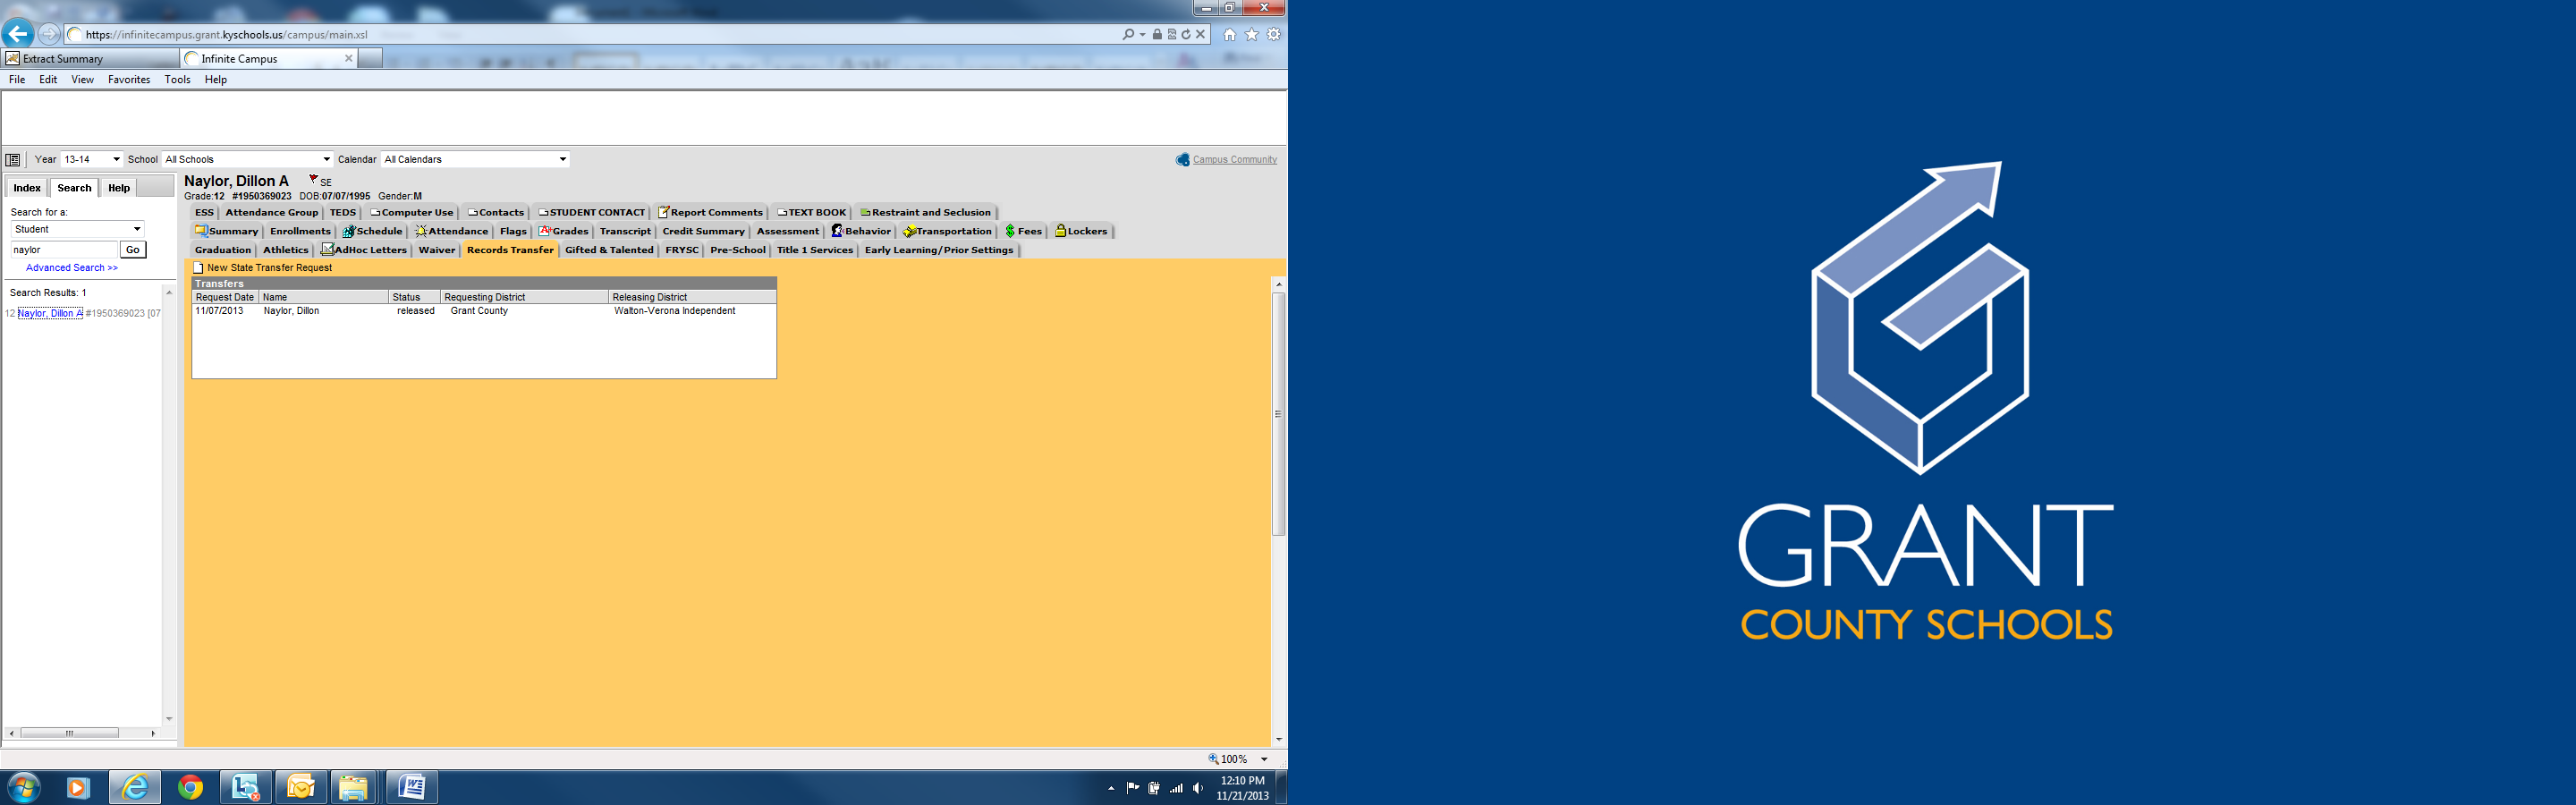 https://infinitecampus.grant.kyschools.us/campus/main.xsl
Extract Summary
Infinite Campus
File Edit View Favorites Tools Help
Year 13-14 School All Schools Calendar All Calendars
Campus Community
Index Search Help
Search for a:
Student
naylor Go
Advanced Search >>
Search Results: 1
12 Naylor, Dillon A #1950369023 [07
Naylor, Dillon A SE
Grade:12 #1950369023 DOB:07/07/1995 Gender:M
ESS Attendance Group TEDS Computer Use Contacts STUDENT CONTACT Report Comments TEXT BOOK Restraint and Seclusion
Summary Enrollments Schedule Attendance Flags Grades Transcript Credit Summary Assessment Behavior Transportation Fees Lockers
Graduation Athletics AdHoc Letters Waiver Records Transfer Gifted & Talented FRYSC Pre-School Title 1 Services Early Learning/Prior Settings
New State Transfer Request
Transfers
Request Date Name Status Requesting District Releasing District
11/07/2013 Naylor, Dillon released Grant County Walton-Verona Independent
100%
12:10 PM
11/21/2013
GRANT
COUNTY SCHOOLS